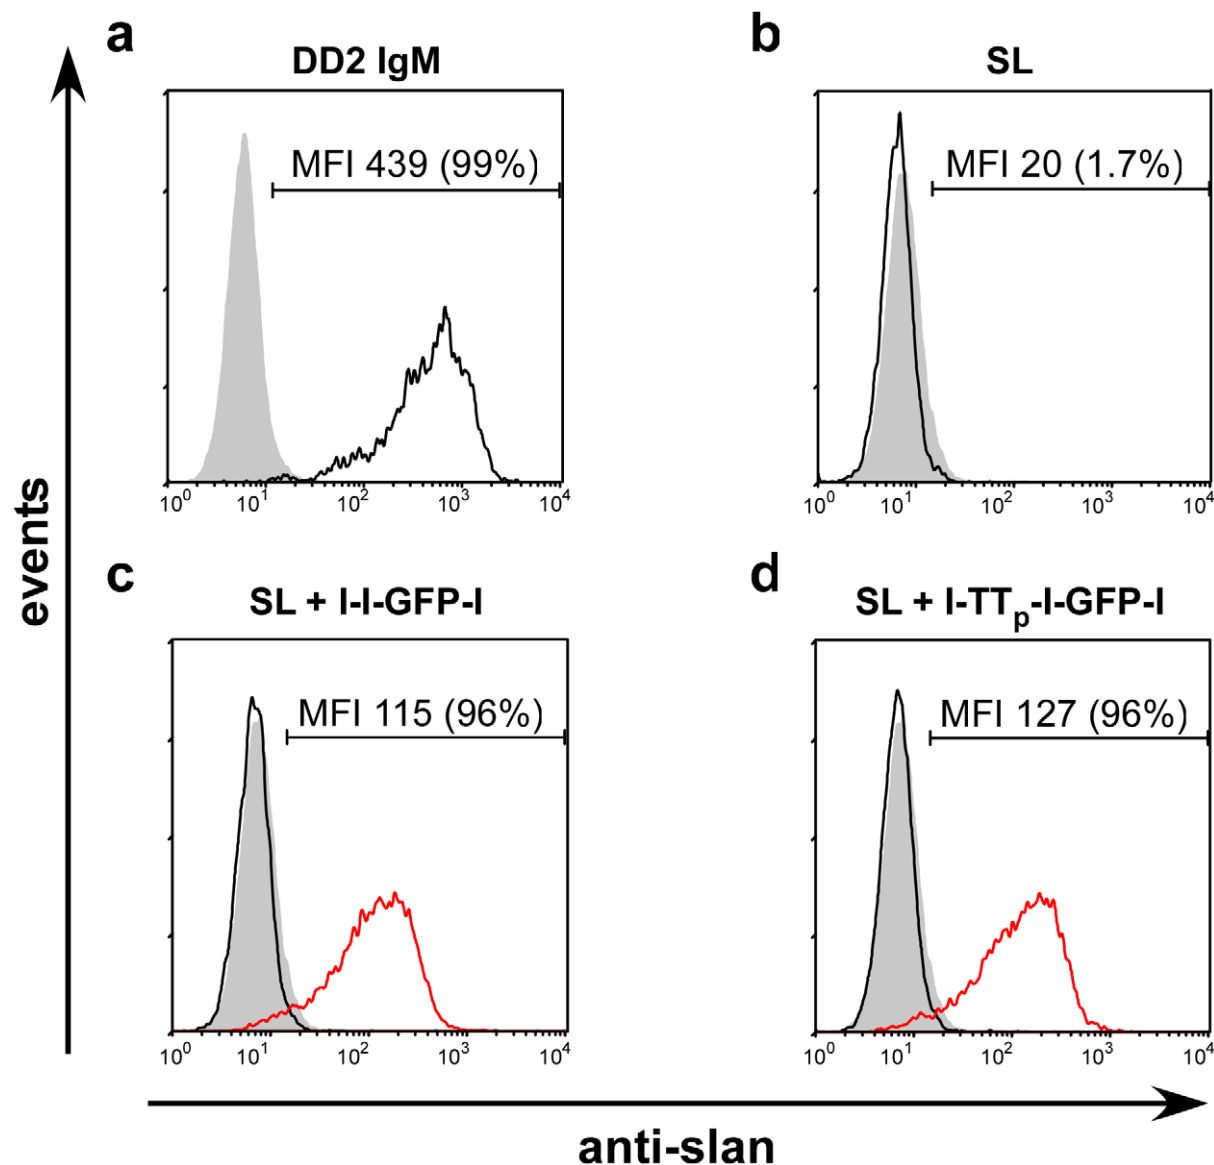 a
DD2 IgM
MFI 439 (99%)
10⁰ 10¹ 10² 10³ 10⁴
b
SL
MFI 20 (1.7%)
10⁰ 10¹ 10² 10³ 10⁴
c
SL + I-I-GFP-I
MFI 115 (96%)
10⁰ 10¹ 10² 10³ 10⁴
d
SL + I-TTₚ-I-GFP-I
MFI 127 (96%)
10⁰ 10¹ 10² 10³ 10⁴
events
anti-slan